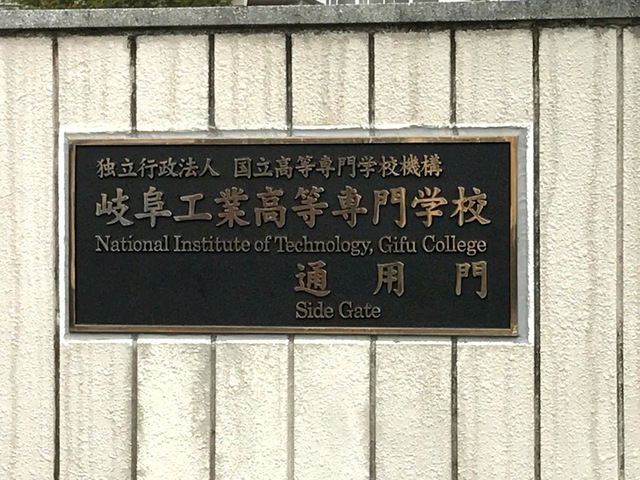 独立行政法人 国立高等専門学校機構
岐阜工業高等専門学校
National Institute of Technology, Gifu College
通用門
Side Gate